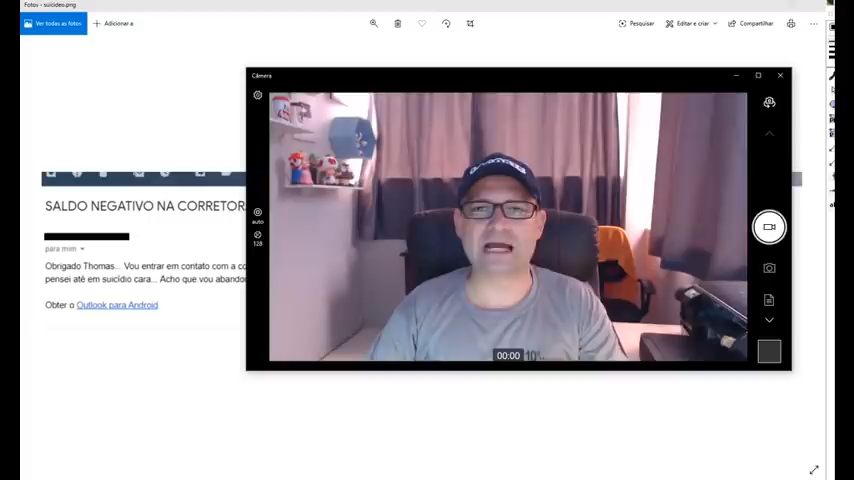 Fotos - suicideo.png
Ver todas as fotos
Adicionar a
Pesquisar
Editar e criar
Compartilhar
Câmera
auto
128
SALDO NEGATIVO NA CORRETOR
para mim
Obrigado Thomas... Vou entrar em contato com a co
pensei até em suicídio cara... Acho que vou abando
Obter o Outlook para Android
00:00